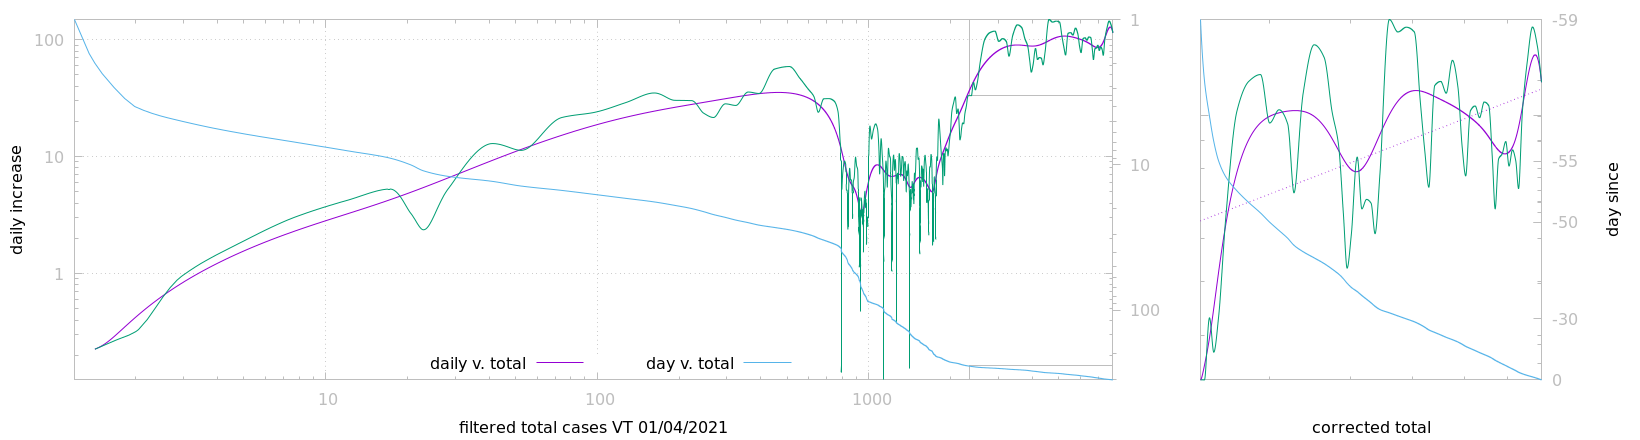 100
10
1
daily increase
1
10
100
daily v. total
day v. total
10
100
1000
filtered total cases VT 01/04/2021
-59
-55
-50
-30
0
day since
corrected total